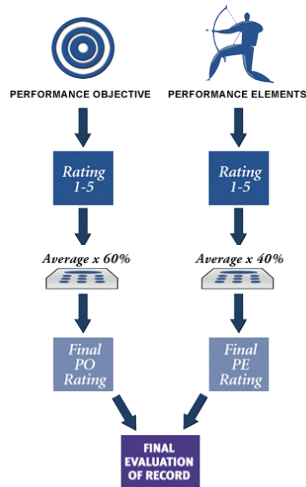 PERFORMANCE OBJECTIVE
PERFORMANCE ELEMENTS
Rating
1-5
Rating
1-5
Average x 60%
Average x 40%
Final
PO
Rating
Final
PE
Rating
FINAL
EVALUATION
OF RECORD